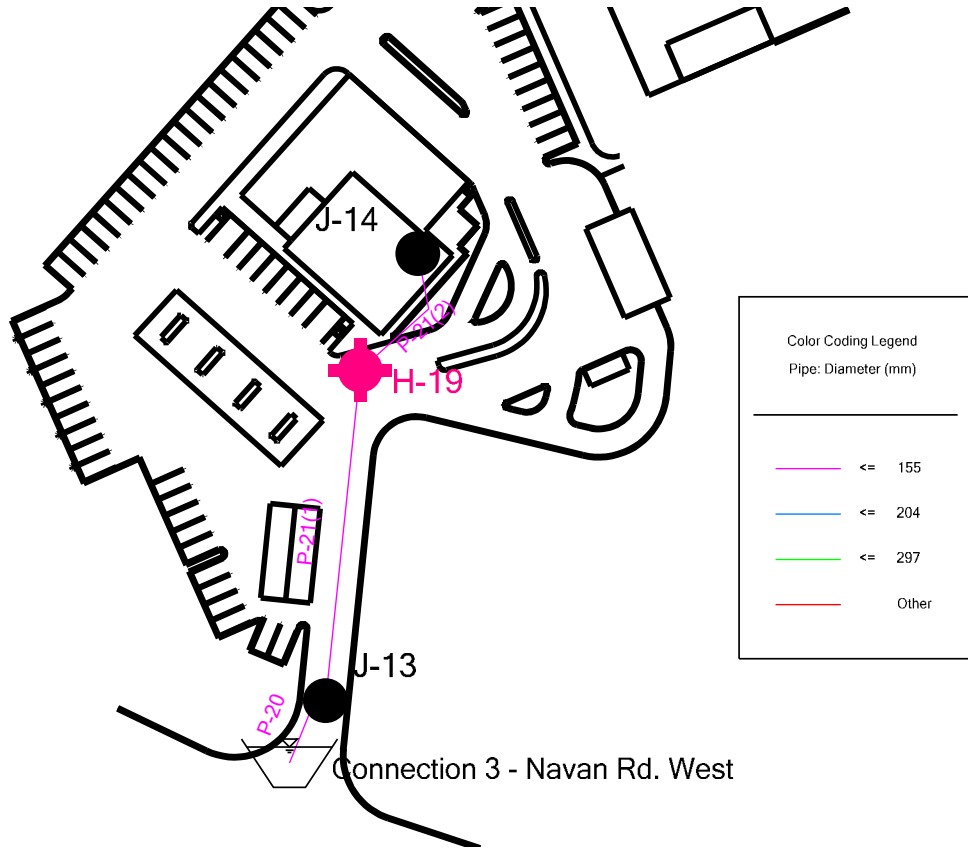 J-14
P-21(2)
H-19
P-21(1)
J-13
P-20
Connection 3 - Navan Rd. West
Color Coding Legend
Pipe: Diameter (mm)
<= 155
<= 204
<= 297
Other